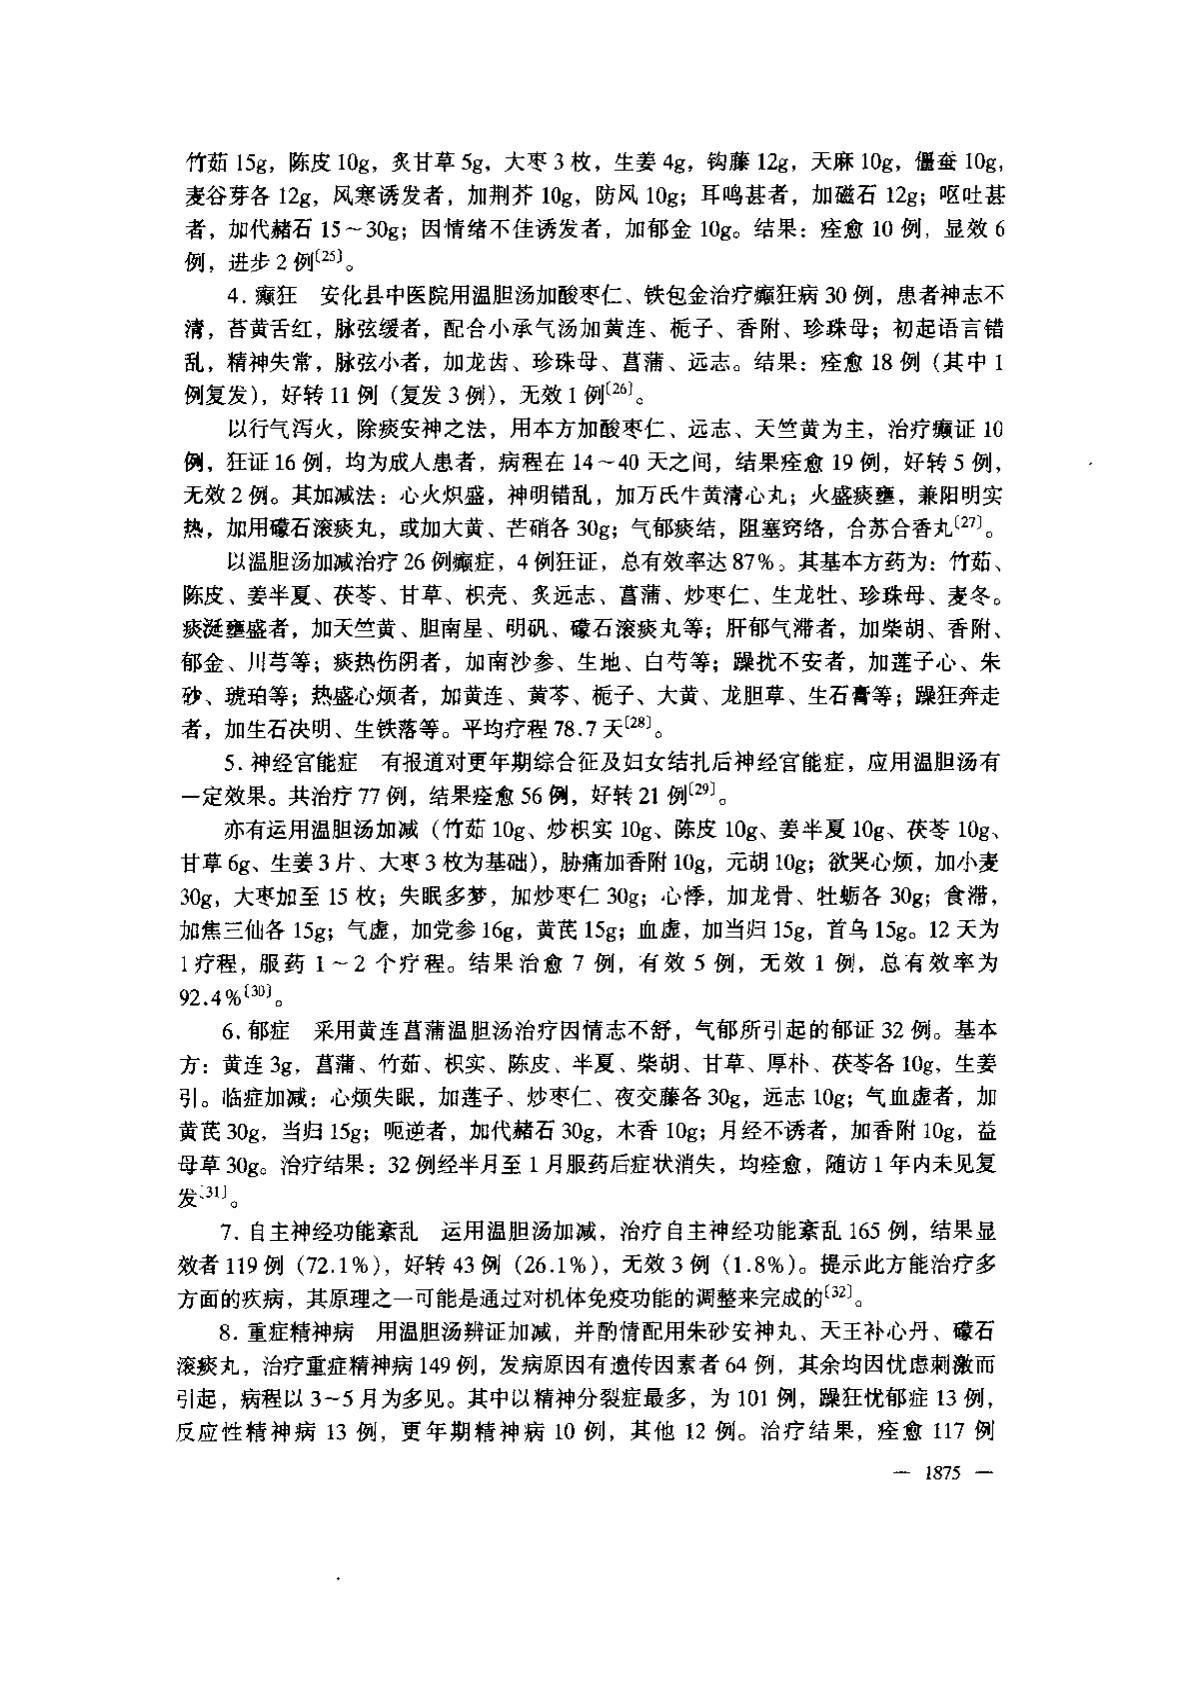 竹茹 15g，陈皮 10g，炙甘草 5g，大枣 3 枚，生姜 4g，钩藤 12g，天麻 10g，僵蚕 10g，
麦谷芽各 12g，风寒诱发者，加荆芥 10g，防风 10g；耳鸣甚者，加磁石 12g；呕吐甚
者，加代赭石 15～30g；因情绪不佳诱发者，加郁金 10g。结果：痊愈 10 例，显效 6
例，进步 2 例〔25〕。
4. 癫狂　安化县中医院用温胆汤加酸枣仁、铁包金治疗癫狂病 30 例，患者神志不
清，苔黄舌红，脉弦缓者，配合小承气汤加黄连、栀子、香附、珍珠母；初起语言错
乱，精神失常，脉弦小者，加龙齿、珍珠母、菖蒲、远志。结果：痊愈 18 例（其中 1
例复发），好转 11 例（复发 3 例），无效 1 例〔26〕。
以行气泻火，除痰安神之法，用本方加酸枣仁、远志、天竺黄为主，治疗癫证 10
例，狂证 16 例，均为成人患者，病程在 14～40 天之间，结果痊愈 19 例，好转 5 例，
无效 2 例。其加减法：心火炽盛，神明错乱，加万氏牛黄清心丸；火盛痰壅，兼阳明实
热，加用礞石滚痰丸，或加大黄、芒硝各 30g；气郁痰结，阻塞窍络，合苏合香丸〔27〕。
以温胆汤加减治疗 26 例癫症，4 例狂证，总有效率达 87%。其基本方药为：竹茹、
陈皮、姜半夏、茯苓、甘草、枳壳、炙远志、菖蒲、炒枣仁、生龙牡、珍珠母、麦冬。
痰涎壅盛者，加天竺黄、胆南星、明矾、礞石滚痰丸等；肝郁气滞者，加柴胡、香附、
郁金、川芎等；痰热伤阴者，加南沙参、生地、白芍等；躁扰不安者，加莲子心、朱
砂、琥珀等；热盛心烦者，加黄连、黄芩、栀子、大黄、龙胆草、生石膏等；躁狂奔走
者，加生石决明、生铁落等。平均疗程 78.7 天〔28〕。
5. 神经官能症　有报道对更年期综合征及妇女结扎后神经官能症，应用温胆汤有
一定效果。共治疗 77 例，结果痊愈 56 例，好转 21 例〔29〕。
亦有运用温胆汤加减（竹茹 10g、炒枳实 10g、陈皮 10g、姜半夏 10g、茯苓 10g、
甘草 6g、生姜 3 片、大枣 3 枚为基础），胁痛加香附 10g，元胡 10g；欲哭心烦，加小麦
30g，大枣加至 15 枚；失眠多梦，加炒枣仁 30g；心悸，加龙骨、牡蛎各 30g；食滞，
加焦三仙各 15g；气虚，加党参 16g，黄芪 15g；血虚，加当归 15g，首乌 15g。12 天为
1 疗程，服药 1～2 个疗程。结果治愈 7 例，有效 5 例，无效 1 例，总有效率为
92.4%〔30〕。
6. 郁症　采用黄连菖蒲温胆汤治疗因情志不舒，气郁所引起的郁证 32 例。基本
方：黄连 3g，菖蒲、竹茹、枳实、陈皮、半夏、柴胡、甘草、厚朴、茯苓各 10g，生姜
引。临症加减：心烦失眠，加莲子、炒枣仁、夜交藤各 30g，远志 10g；气血虚者，加
黄芪 30g，当归 15g；呃逆者，加代赭石 30g，木香 10g；月经不诱者，加香附 10g，益
母草 30g。治疗结果：32 例经半月至 1 月服药后症状消失，均痊愈，随访 1 年内未见复
发〔31〕。
7. 自主神经功能紊乱　运用温胆汤加减，治疗自主神经功能紊乱 165 例，结果显
效者 119 例（72.1%），好转 43 例（26.1%），无效 3 例（1.8%）。提示此方能治疗多
方面的疾病，其原理之一可能是通过对机体免疫功能的调整来完成的〔32〕。
8. 重症精神病　用温胆汤辨证加减，并酌情配用朱砂安神丸、天王补心丹、礞石
滚痰丸，治疗重症精神病 149 例，发病原因有遗传因素者 64 例，其余均因忧虑刺激而
引起，病程以 3～5 月为多见。其中以精神分裂症最多，为 101 例，躁狂忧郁症 13 例，
反应性精神病 13 例，更年期精神病 10 例，其他 12 例。治疗结果，痊愈 117 例
— 1875 —